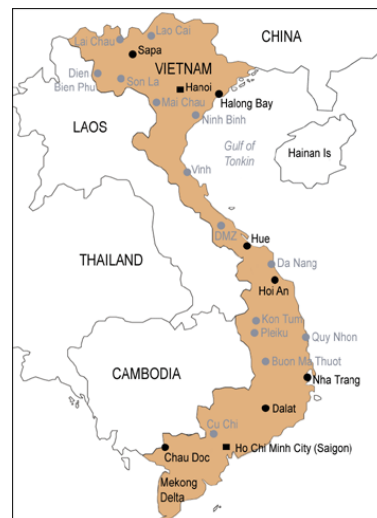 Lao Cai
CHINA
Lai Chau
Sapa
VIETNAM
Dien
Bien Phu
Son La
Hanoi
Halong Bay
Mai Chau
Ninh Binh
LAOS
Gulf of
Tonkin
Hainan Is
Vinh
DMZ
Hue
THAILAND
Da Nang
Hoi An
Kon Tum
Pleiku
Quy Nhon
Buon Ma Thuot
CAMBODIA
Nha Trang
Dalat
Cu Chi
Ho Chi Minh City (Saigon)
Chau Doc
Mekong
Delta